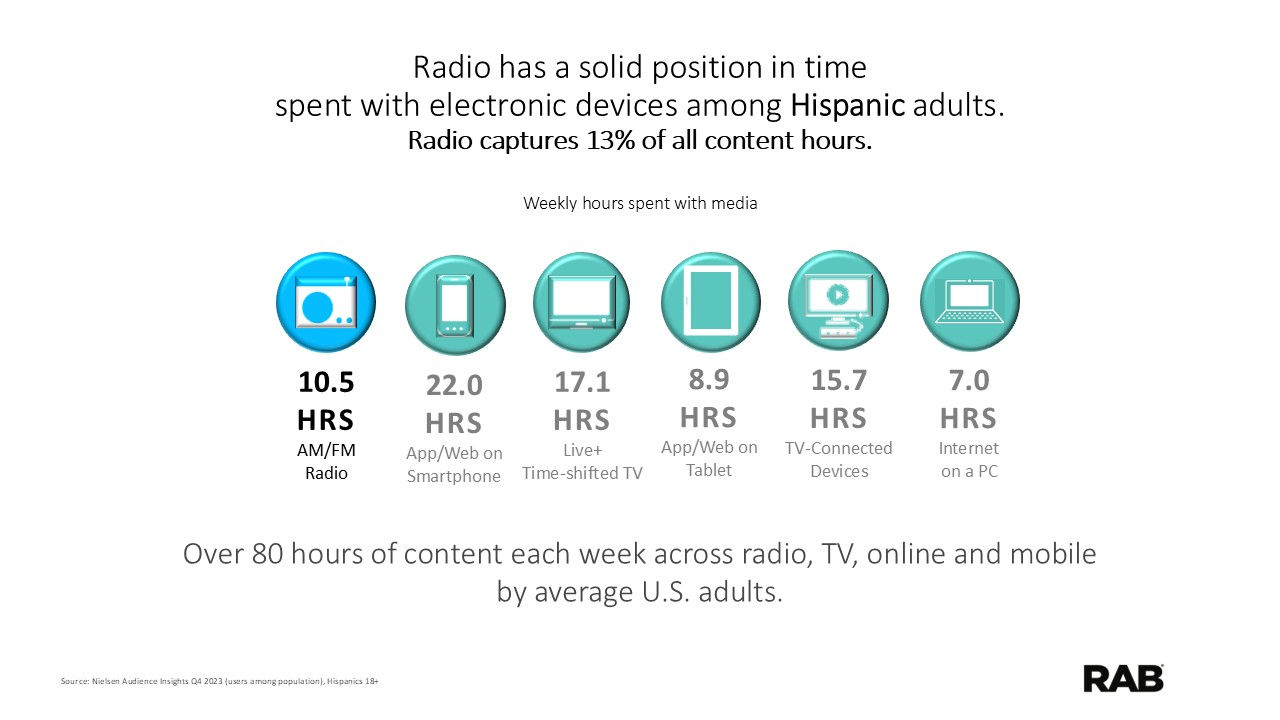 Radio has a solid position in time
spent with electronic devices among Hispanic adults.
Radio captures 13% of all content hours.
Weekly hours spent with media
10.5
HRS
AM/FM
Radio
22.0
HRS
App/Web on
Smartphone
17.1
HRS
Live+
Time-shifted TV
8.9
HRS
App/Web on
Tablet
15.7
HRS
TV-Connected
Devices
7.0
HRS
Internet
on a PC
Over 80 hours of content each week across radio, TV, online and mobile
by average U.S. adults.
Source: Nielsen Audience Insights Q4 2023 (users among population), Hispanics 18+
RAB